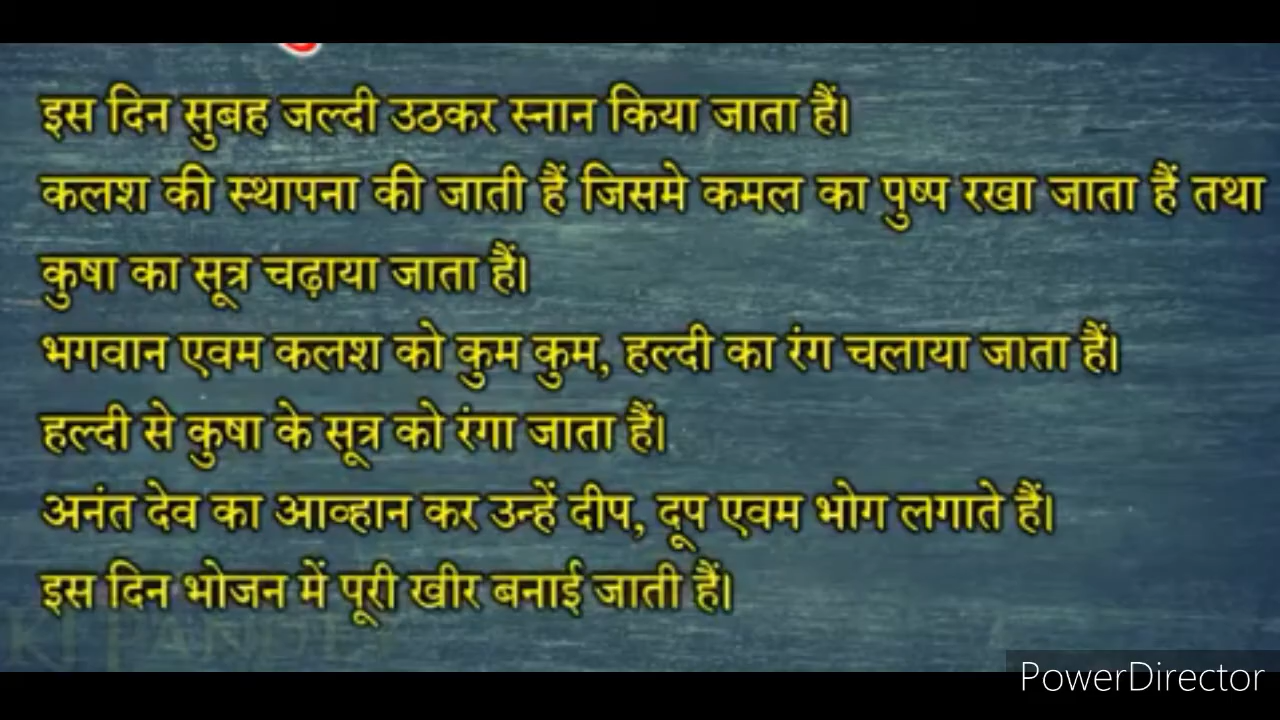 इस दिन सुबह जल्दी उठकर स्नान किया जाता हैं।
कलश की स्थापना की जाती हैं जिसमे कमल का पुष्प रखा जाता हैं तथा
कुषा का सूत्र चढ़ाया जाता हैं।
भगवान एवम कलश को कुम कुम, हल्दी का रंग चलाया जाता हैं।
हल्दी से कुषा के सूत्र को रंगा जाता हैं।
अनंत देव का आव्हान कर उन्हें दीप, दूप एवम भोग लगाते हैं।
इस दिन भोजन में पूरी खीर बनाई जाती हैं।
PowerDirector